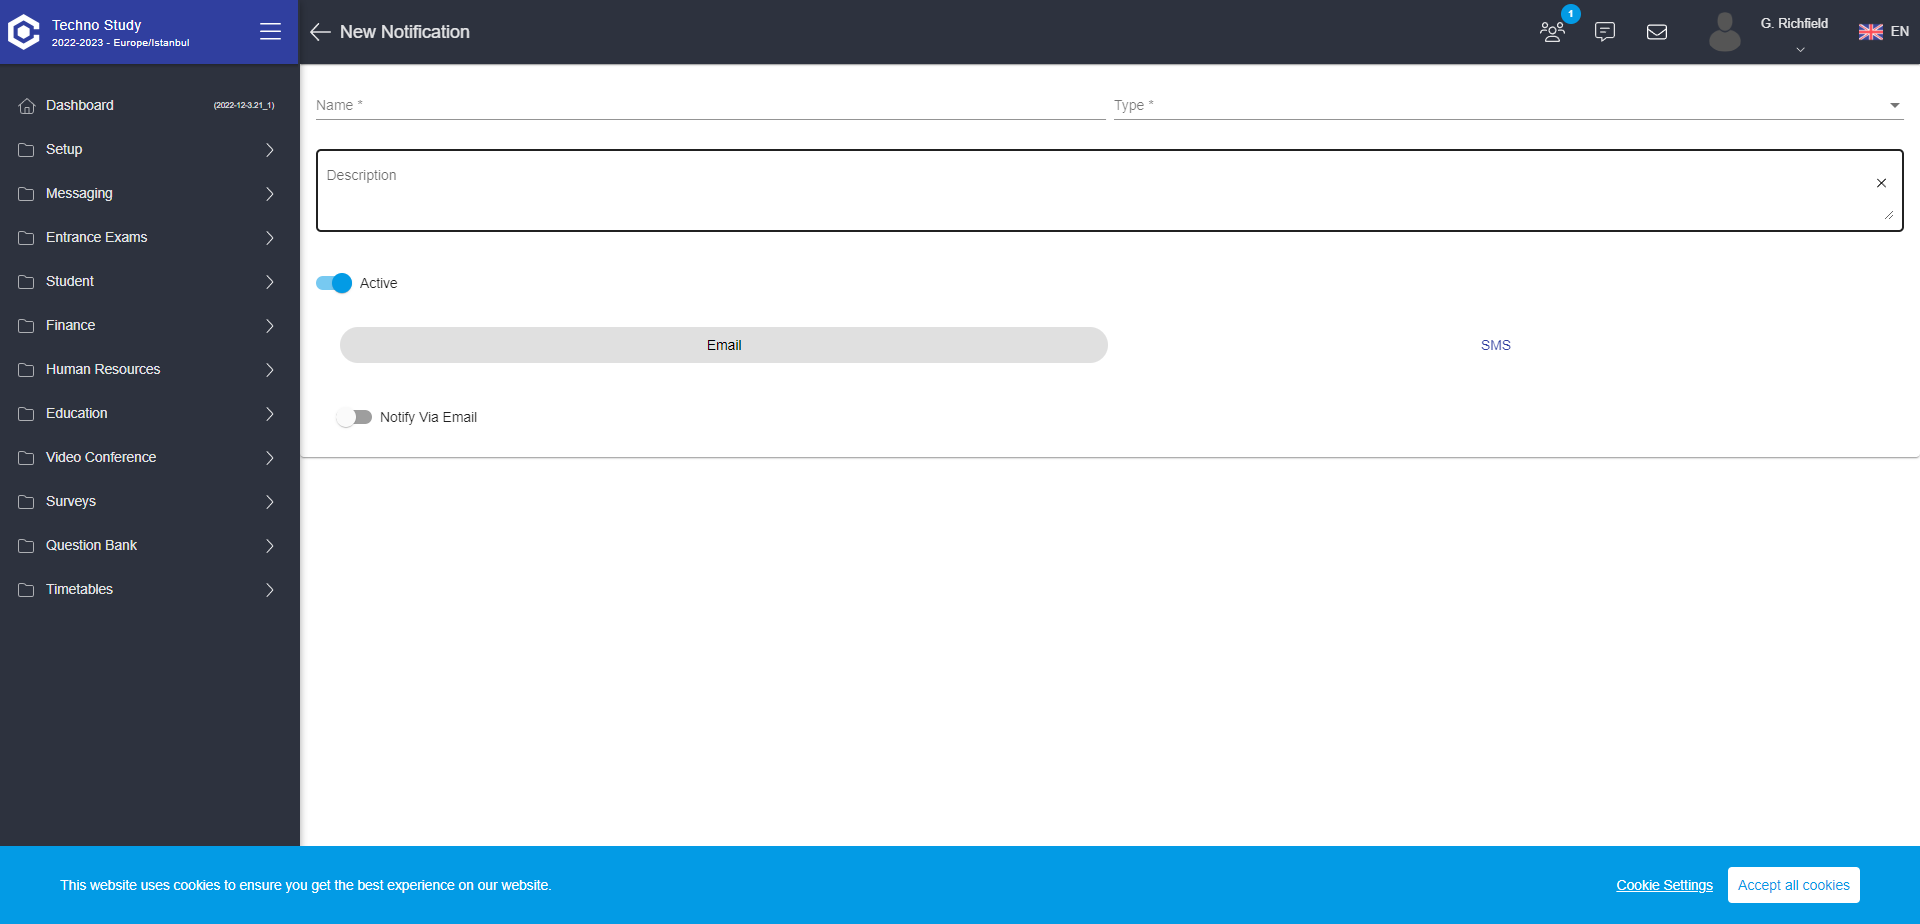 Techno Study
2022-2023 - Europe/Istanbul
New Notification
1
G. Richfield
EN
Dashboard (2022-12-3.21_1)
Setup
Messaging
Entrance Exams
Student
Finance
Human Resources
Education
Video Conference
Surveys
Question Bank
Timetables
Name * Type *
Description
Active
Email SMS
Notify Via Email
This website uses cookies to ensure you get the best experience on our website.
Cookie Settings Accept all cookies